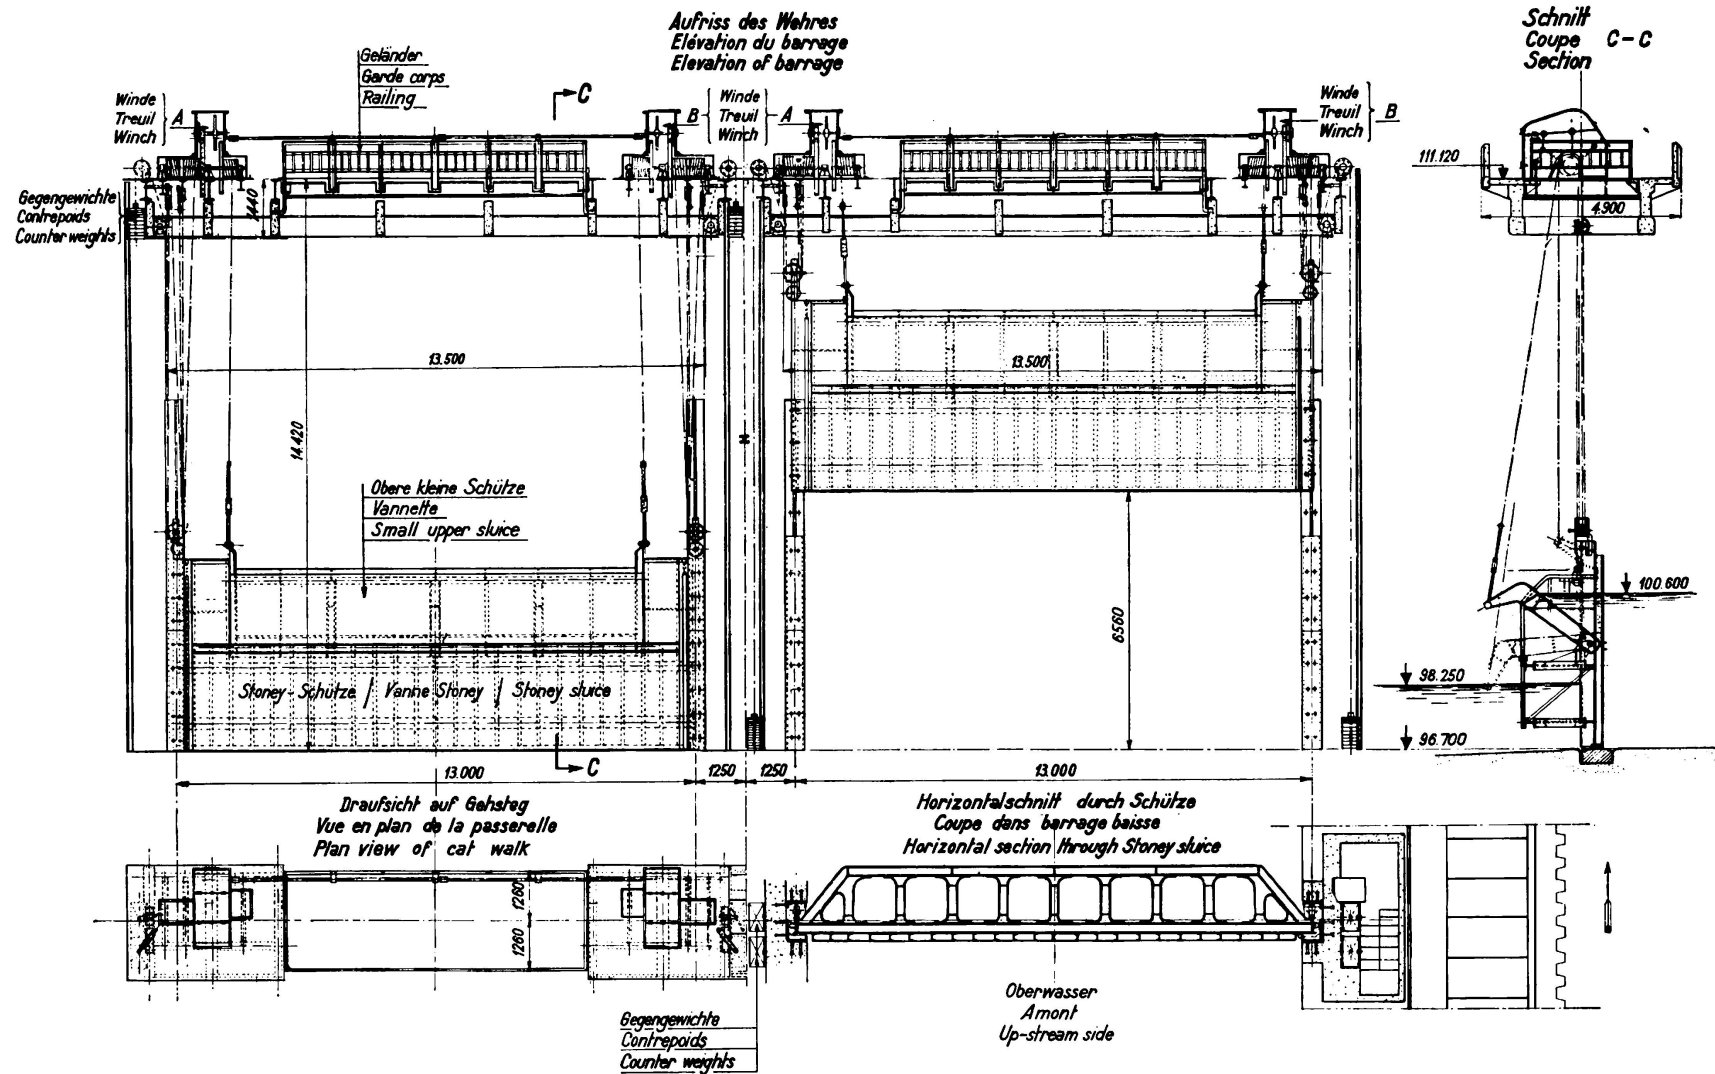 Aufriss des Wehres
Elévation du barrage
Elevation of barrage
Schnitt
Coupe C-C
Section
Geländer
Garde corps
Railing
C
Winde
Treuil
Winch
A
B
Winde
Treuil
Winch
A
Winde
Treuil
Winch
B
111.120
4.900
Gegengewichte
Contrepoids
Counter weights
1440
13.500
13.500
14.420
Obere kleine Schütze
Vannette
Small upper sluice
100.600
6560
Stoney-Schütze / Vanne Stoney / Stoney sluice
98.250
96.700
C
13.000
1250
1250
13.000
Draufsicht auf Gehsteg
Vue en plan de la passerelle
Plan view of cat walk
Horizontalschnitt durch Schütze
Coupe dans barrage baisse
Horizontal section through Stoney sluice
1260
1260
Oberwasser
Amont
Up-stream side
Gegengewichte
Contrepoids
Counter weights